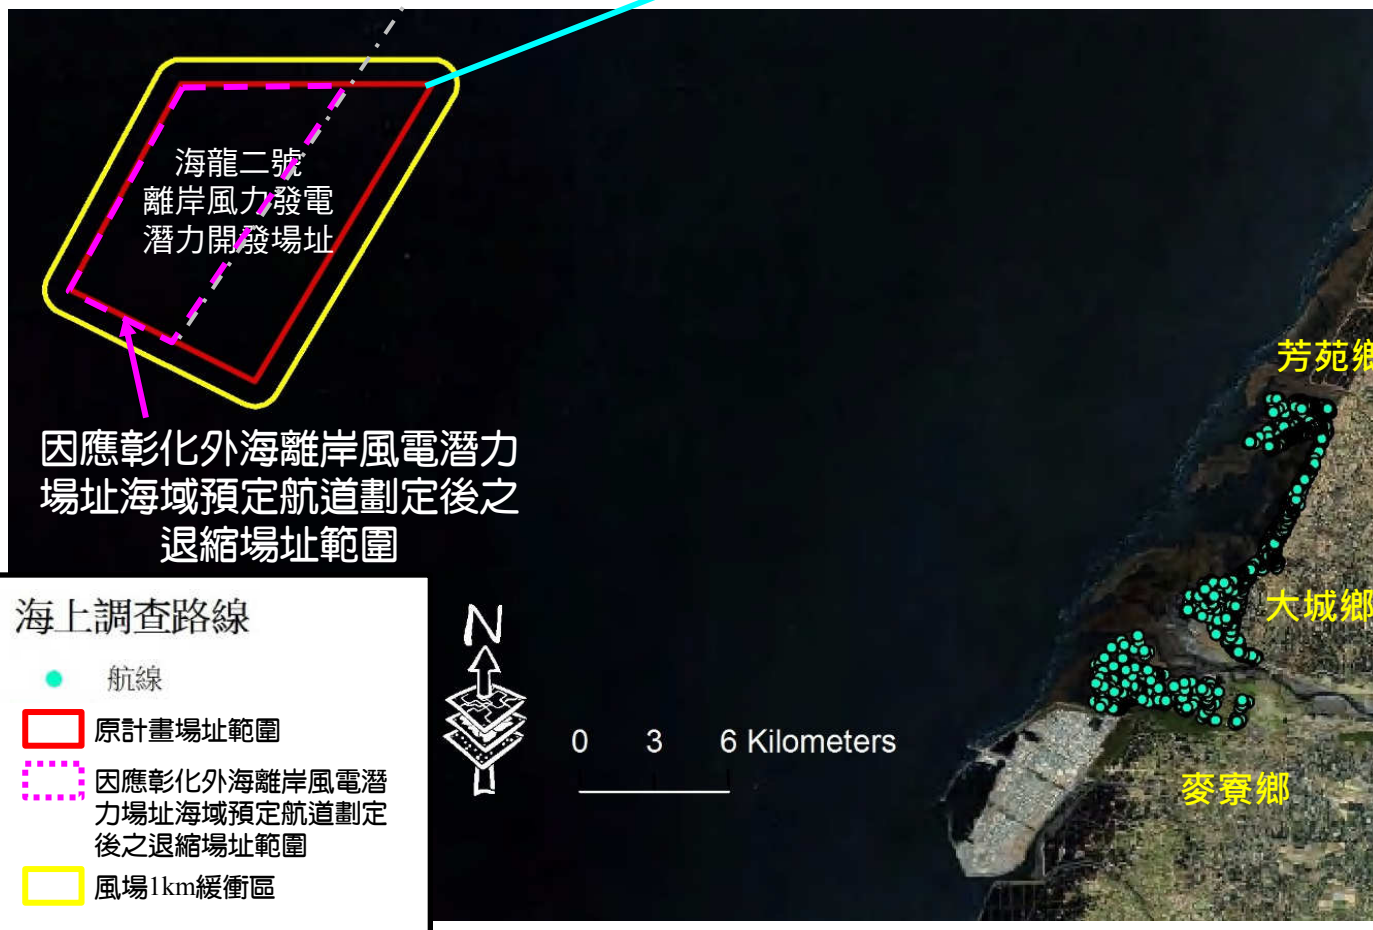 海龍二號
離岸風力發電
潛力開發場址
芳苑鄉
因應彰化外海離岸風電潛力
場址海域預定航道劃定後之
退縮場址範圍
大城鄉
麥寮鄉
N
0 3 6 Kilometers
海上調查路線
航線
原計畫場址範圍
因應彰化外海離岸風電潛
力場址海域預定航道劃定
後之退縮場址範圍
風場1km緩衝區